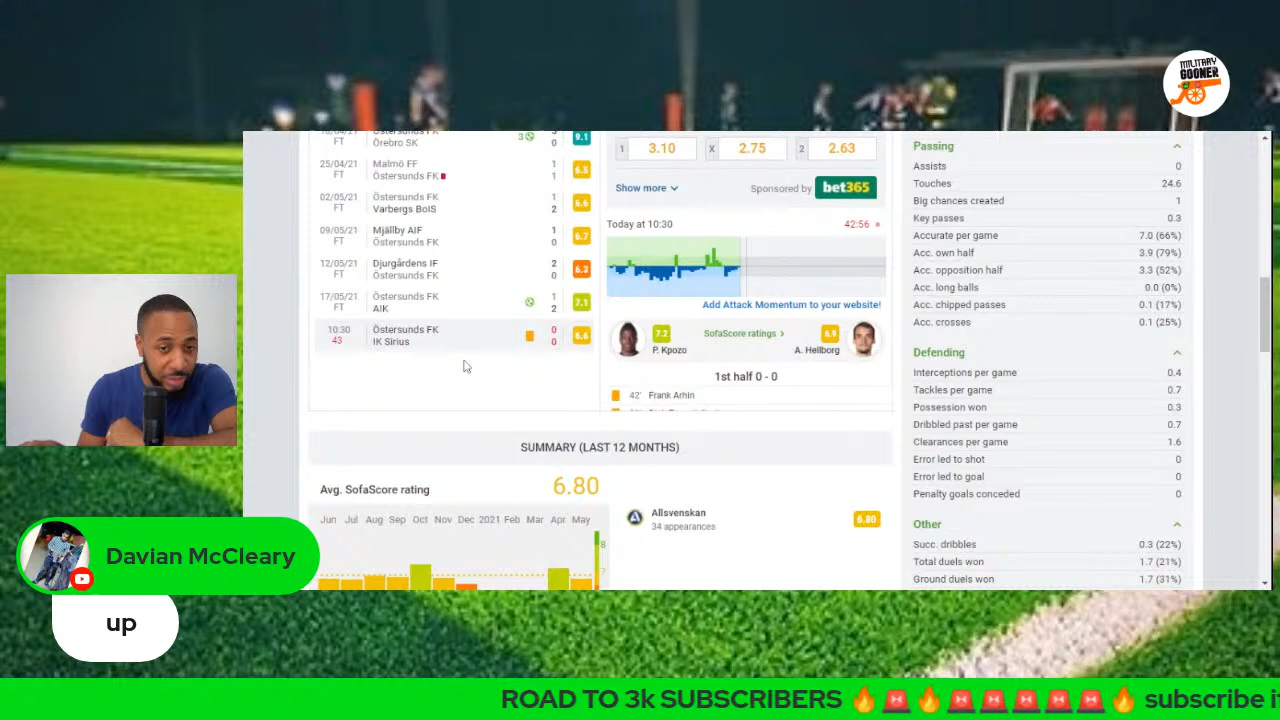 MILITARY
GOONER
18/04/21 Östersunds FK 3 3 9.1
FT Örebro SK 0
25/04/21 Malmö FF 1 6.5
FT Östersunds FK 1
02/05/21 Östersunds FK 1 6.6
FT Varbergs BoIS 2
09/05/21 Mjällby AIF 1 6.7
FT Östersunds FK 0
12/05/21 Djurgårdens IF 2 6.3
FT Östersunds FK 0
17/05/21 Östersunds FK 1 7.1
FT AIK 2
10:30 Östersunds FK 0 6.6
43 IK Sirius 0
1 3.10 X 2.75 2 2.63
Show more Sponsored by bet365
Today at 10:30 42:56
Add Attack Momentum to your website!
7.2 SofaScore ratings > 6.9
P. Kpozo A. Hellborg
1st half 0 - 0
42' Frank Arhin
SUMMARY (LAST 12 MONTHS)
Avg. SofaScore rating 6.80
Jun Jul Aug Sep Oct Nov Dec 2021 Feb Mar Apr May
8
7
Allsvenskan 6.80
34 appearances
Passing
Assists 0
Touches 24.6
Big chances created 1
Key passes 0.3
Accurate per game 7.0 (66%)
Acc. own half 3.9 (79%)
Acc. opposition half 3.3 (52%)
Acc. long balls 0.0 (0%)
Acc. chipped passes 0.1 (17%)
Acc. crosses 0.1 (25%)
Defending
Interceptions per game 0.4
Tackles per game 0.7
Possession won 0.3
Dribbled past per game 0.7
Clearances per game 1.6
Error led to shot 0
Error led to goal 0
Penalty goals conceded 0
Other
Succ. dribbles 0.3 (22%)
Total duels won 1.7 (21%)
Ground duels won 1.7 (31%)
Davian McCleary
up
ROAD TO 3k SUBSCRIBERS 🔥🚨🔥🚨🚨🚨🚨🚨🔥 subscribe i